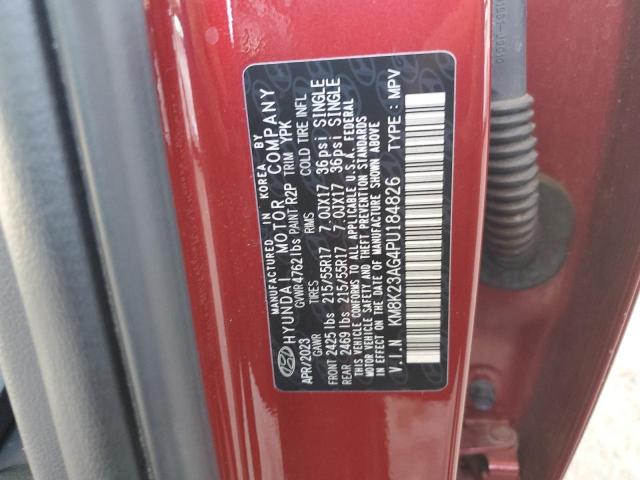 MANUFACTURED IN KOREA BY
HYUNDAI MOTOR COMPANY
APR/2023 GVWR 4762 lbs PAINT R2P TRIM YPK
GAWR TIRES RIMS COLD TIRE INFL
FRONT 2425 lbs 215/55R17 7.0JX17 36psi SINGLE
REAR 2469 lbs 215/55R17 7.0JX17 36psi SINGLE
THIS VEHICLE CONFORMS TO ALL APPLICABLE U.S.A. FEDERAL
MOTOR VEHICLE SAFETY AND THEFT PREVENTION STANDARDS
IN EFFECT ON THE DATE OF MANUFACTURE SHOWN ABOVE
V.I.N KM8K23AG4PU184826 TYPE : MPV